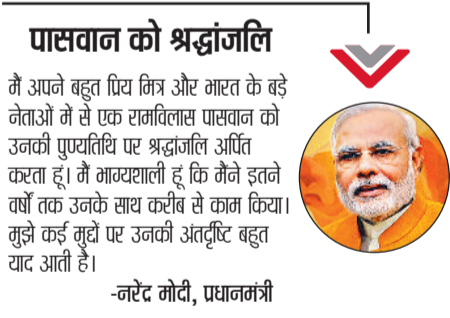 पासवान को श्रद्धांजलि
मैं अपने बहुत प्रिय मित्र और भारत के बड़े
नेताओं में से एक रामविलास पासवान को
उनकी पुण्यतिथि पर श्रद्धांजलि अर्पित
करता हूं। मैं भाग्यशाली हूं कि मैंने इतने
वर्षों तक उनके साथ करीब से काम किया।
मुझे कई मुद्दों पर उनकी अंतर्दृष्टि बहुत
याद आती है।
-नरेंद्र मोदी, प्रधानमंत्री